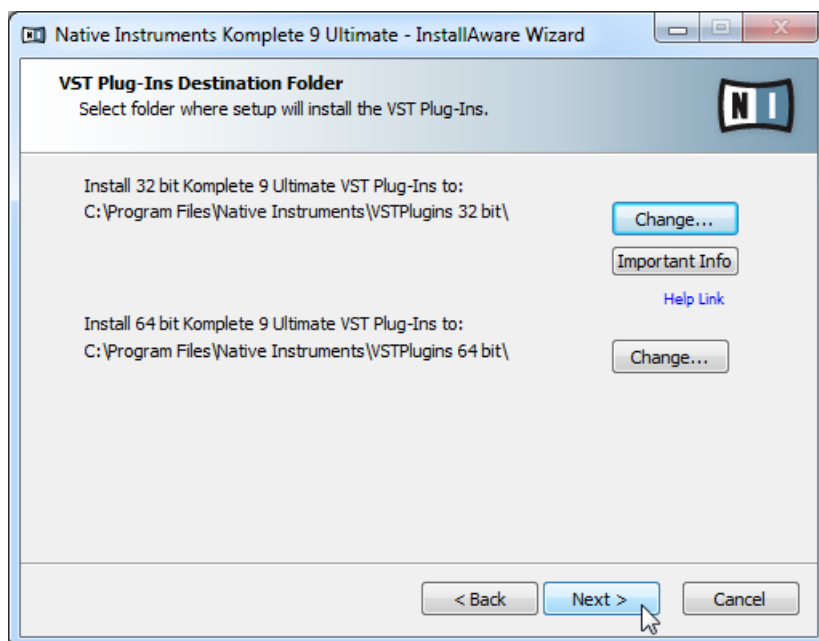 Native Instruments Komplete 9 Ultimate - InstallAware Wizard
VST Plug-Ins Destination Folder
Select folder where setup will install the VST Plug-Ins.
N I
Install 32 bit Komplete 9 Ultimate VST Plug-Ins to:
C:\Program Files\Native Instruments\VSTPlugins 32 bit\
Change...
Important Info
Help Link
Install 64 bit Komplete 9 Ultimate VST Plug-Ins to:
C:\Program Files\Native Instruments\VSTPlugins 64 bit\
Change...
< Back
Next >
Cancel